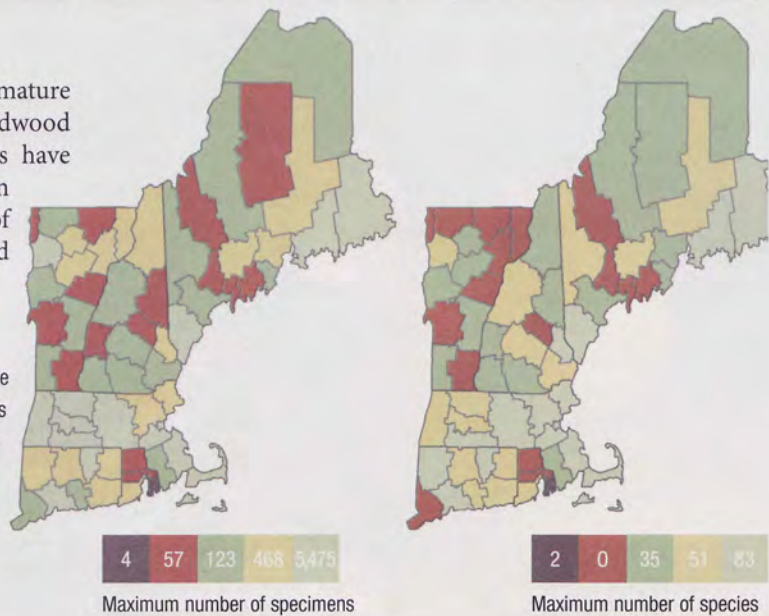 mature
dwood
s have
n
of
d
e
s
4 57 123 468 5,475
Maximum number of specimens
2 0 35 51 83
Maximum number of species